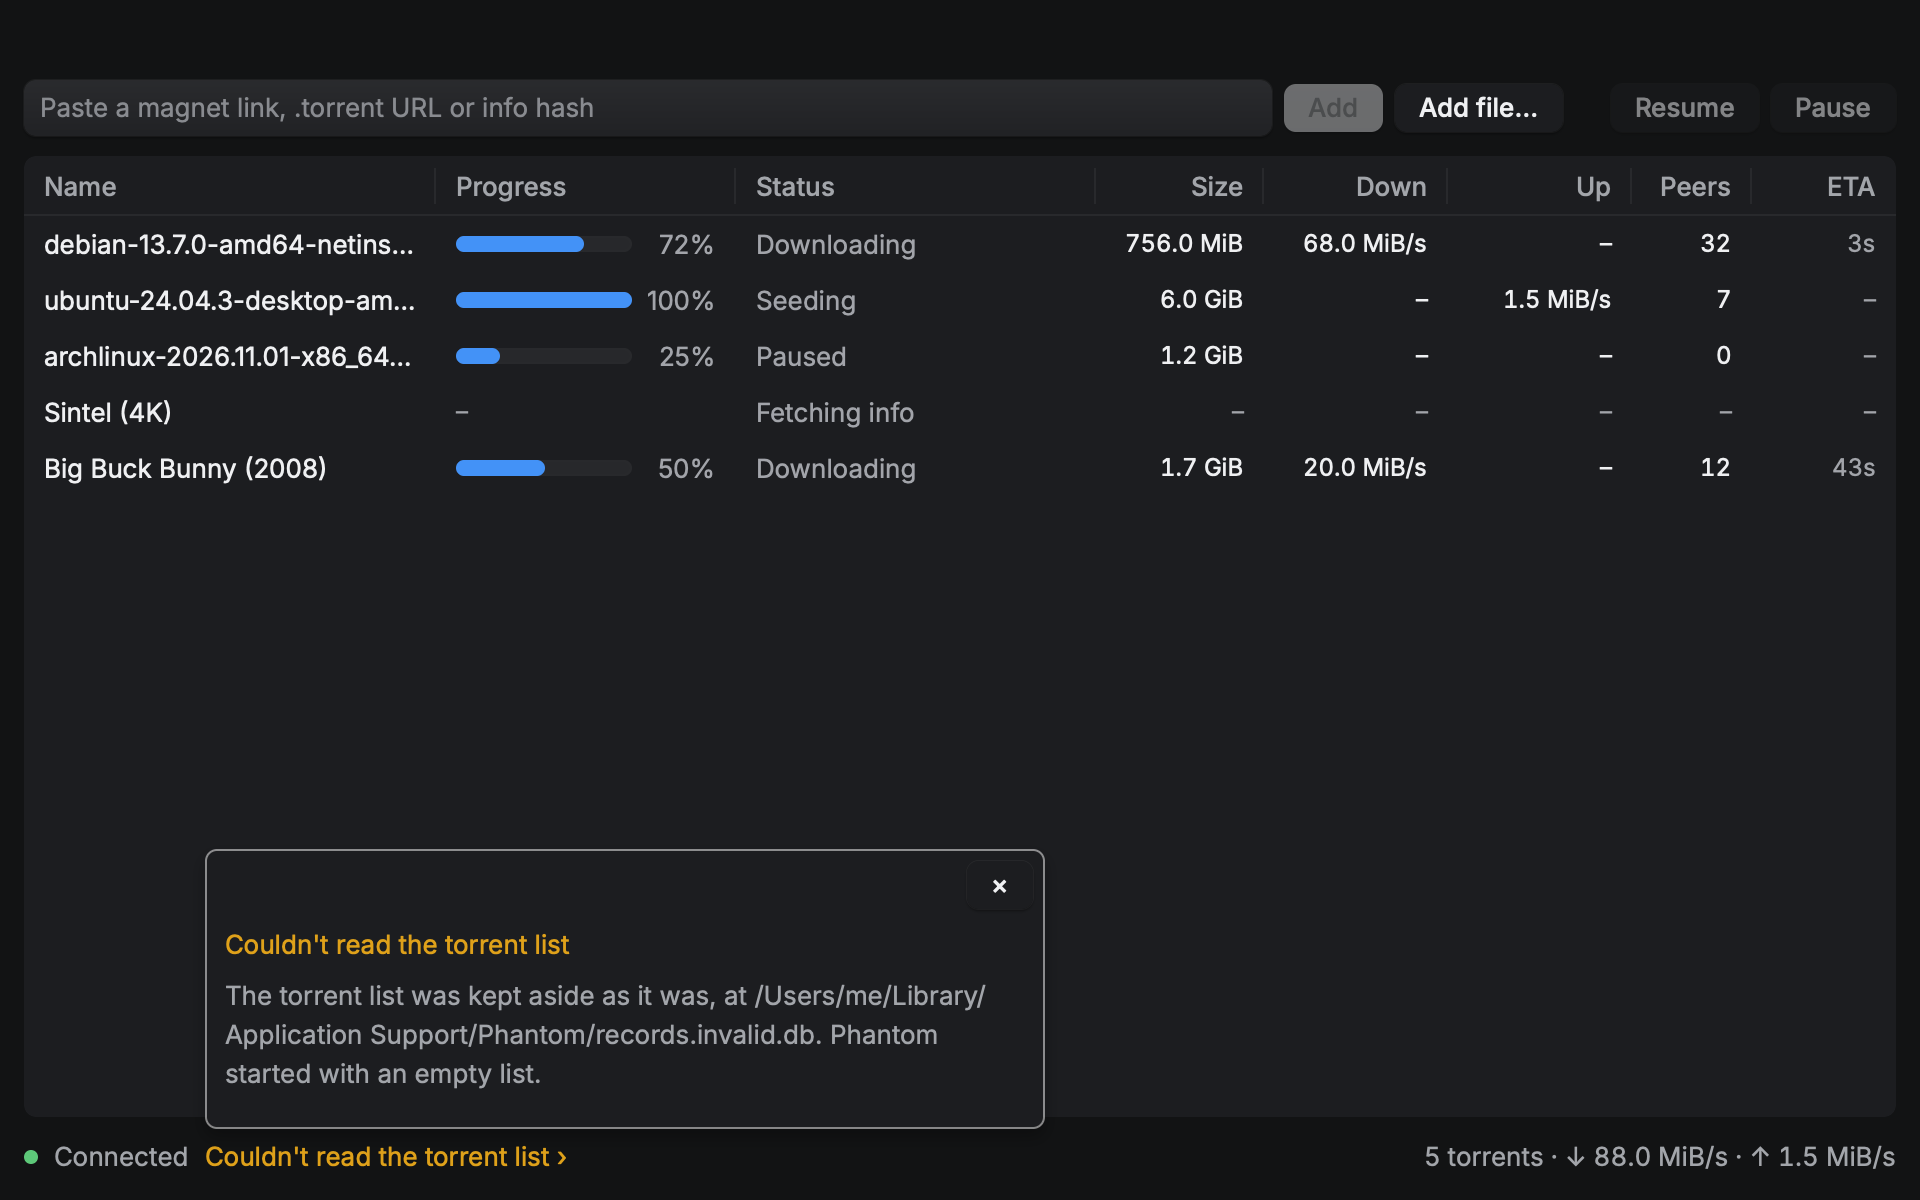 Paste a magnet link, .torrent URL or info hash Add Add file... Resume Pause
Name Progress Status Size Down Up Peers ETA
debian-13.7.0-amd64-netins... 72% Downloading 756.0 MiB 68.0 MiB/s – 32 3s
ubuntu-24.04.3-desktop-am... 100% Seeding 6.0 GiB – 1.5 MiB/s 7 –
archlinux-2026.11.01-x86_64... 25% Paused 1.2 GiB – – 0 –
Sintel (4K) – Fetching info – – – – –
Big Buck Bunny (2008) 50% Downloading 1.7 GiB 20.0 MiB/s – 12 43s
×
Couldn't read the torrent list
The torrent list was kept aside as it was, at /Users/me/Library/
Application Support/Phantom/records.invalid.db. Phantom
started with an empty list.
Connected Couldn't read the torrent list › 5 torrents · ↓ 88.0 MiB/s · ↑ 1.5 MiB/s